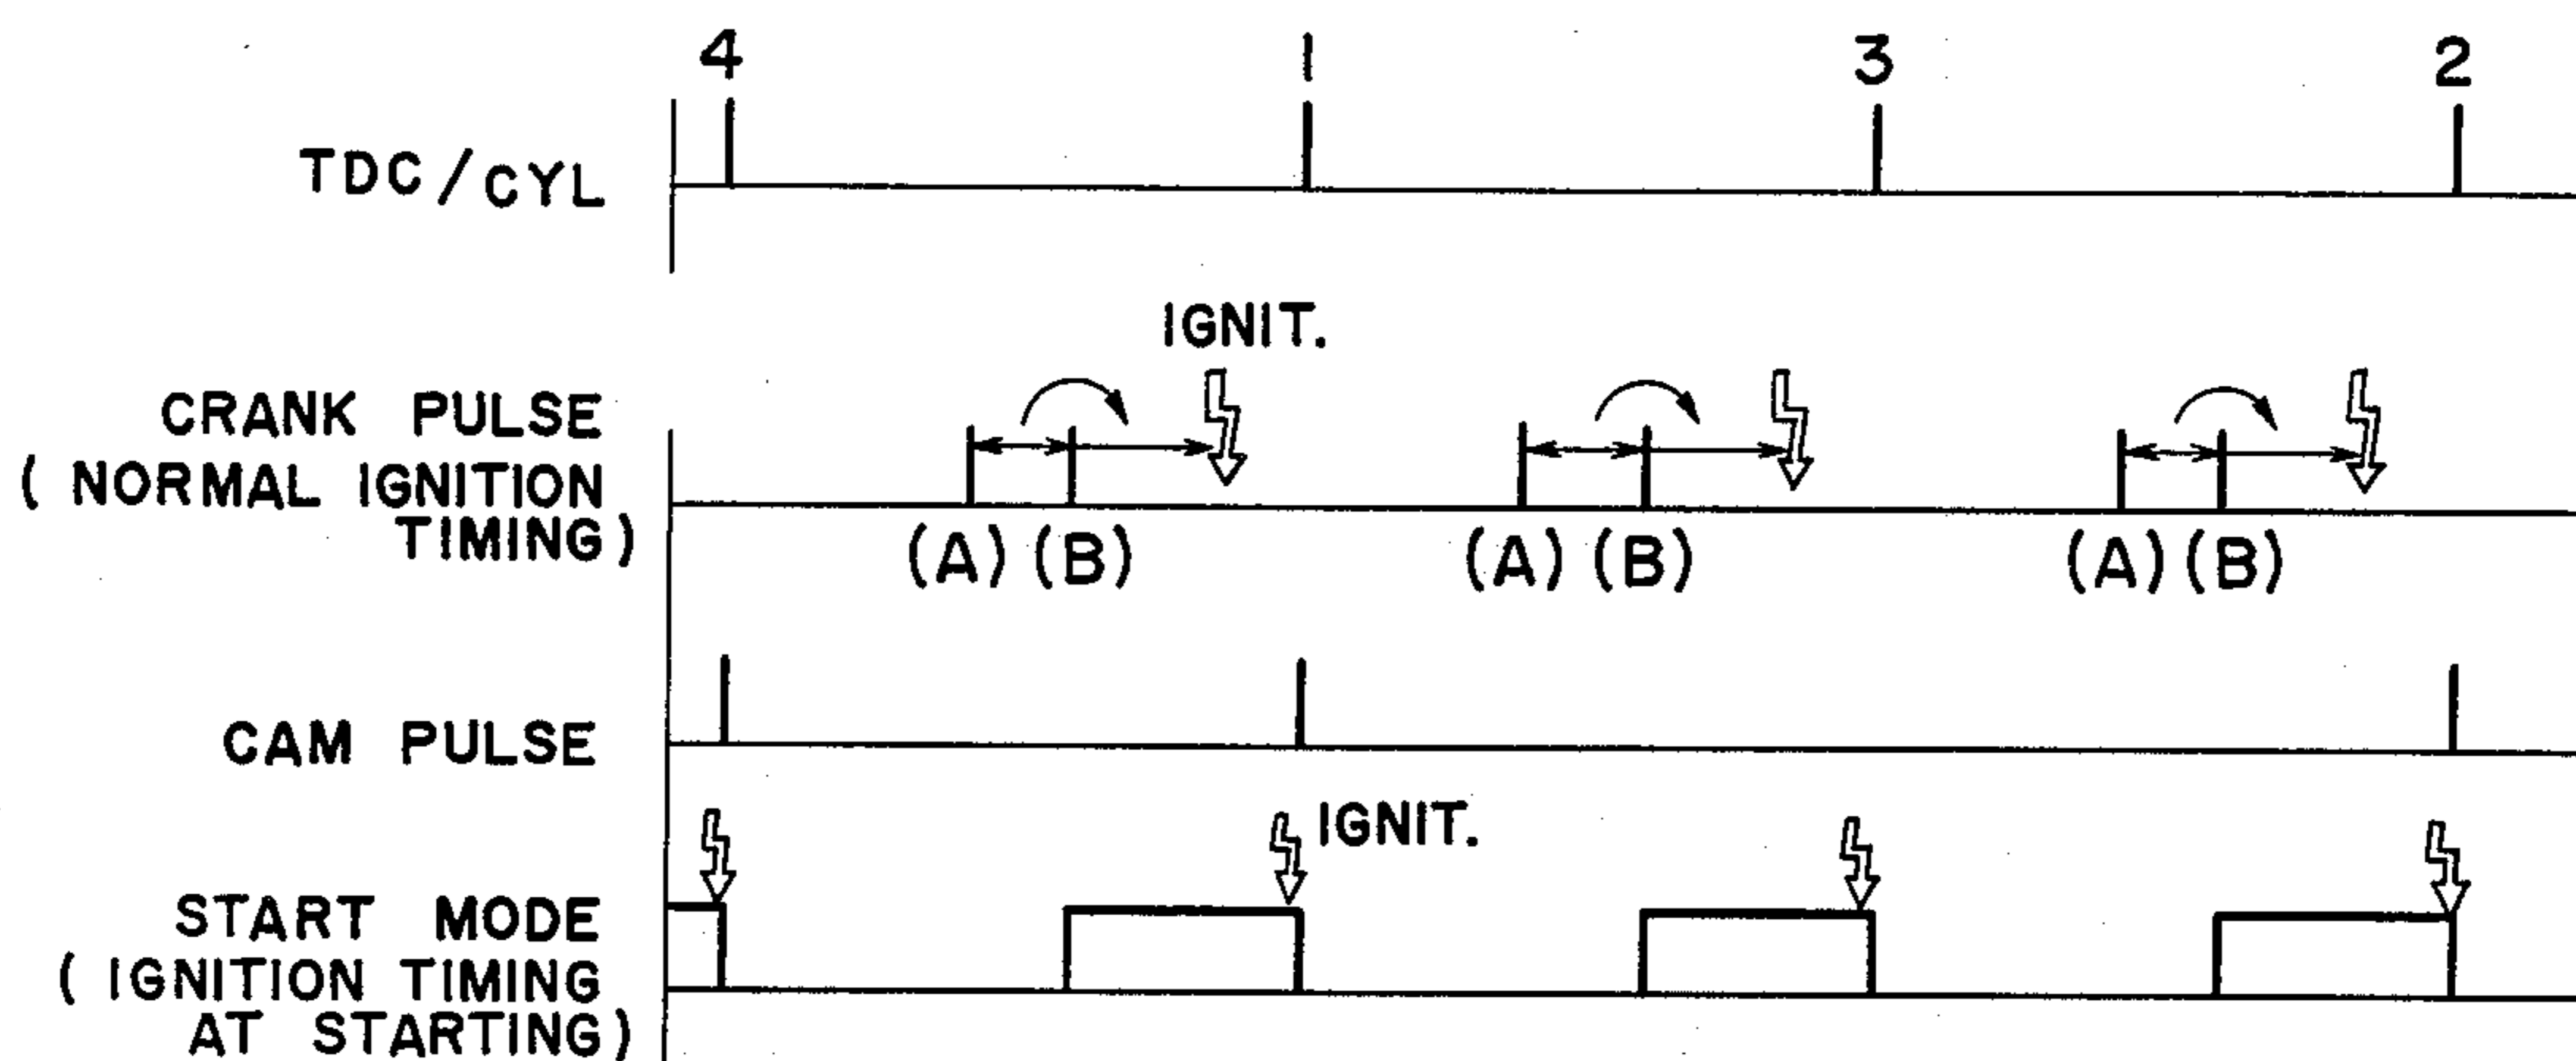 4 1 3 2
TDC/CYL
IGNIT.
CRANK PULSE
( NORMAL IGNITION
TIMING)
(A) (B) (A) (B) (A) (B)
CAM PULSE
IGNIT.
START MODE
( IGNITION TIMING
AT STARTING)